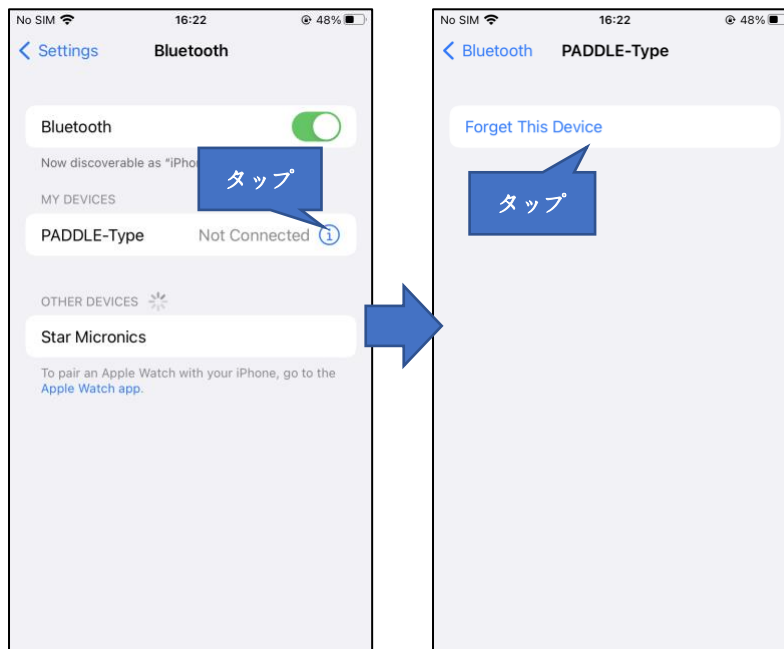 No SIM 16:22 48%
Settings Bluetooth
Bluetooth
Now discoverable as "iPho
タップ
MY DEVICES
PADDLE-Type Not Connected i
OTHER DEVICES
Star Micronics
To pair an Apple Watch with your iPhone, go to the
Apple Watch app.
No SIM 16:22 48%
Bluetooth PADDLE-Type
Forget This Device
タップ